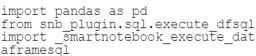 import pandas as pd
from snb_plugin.sql.execute_dfsql
import _smartnotebook_execute_dat
aframesql